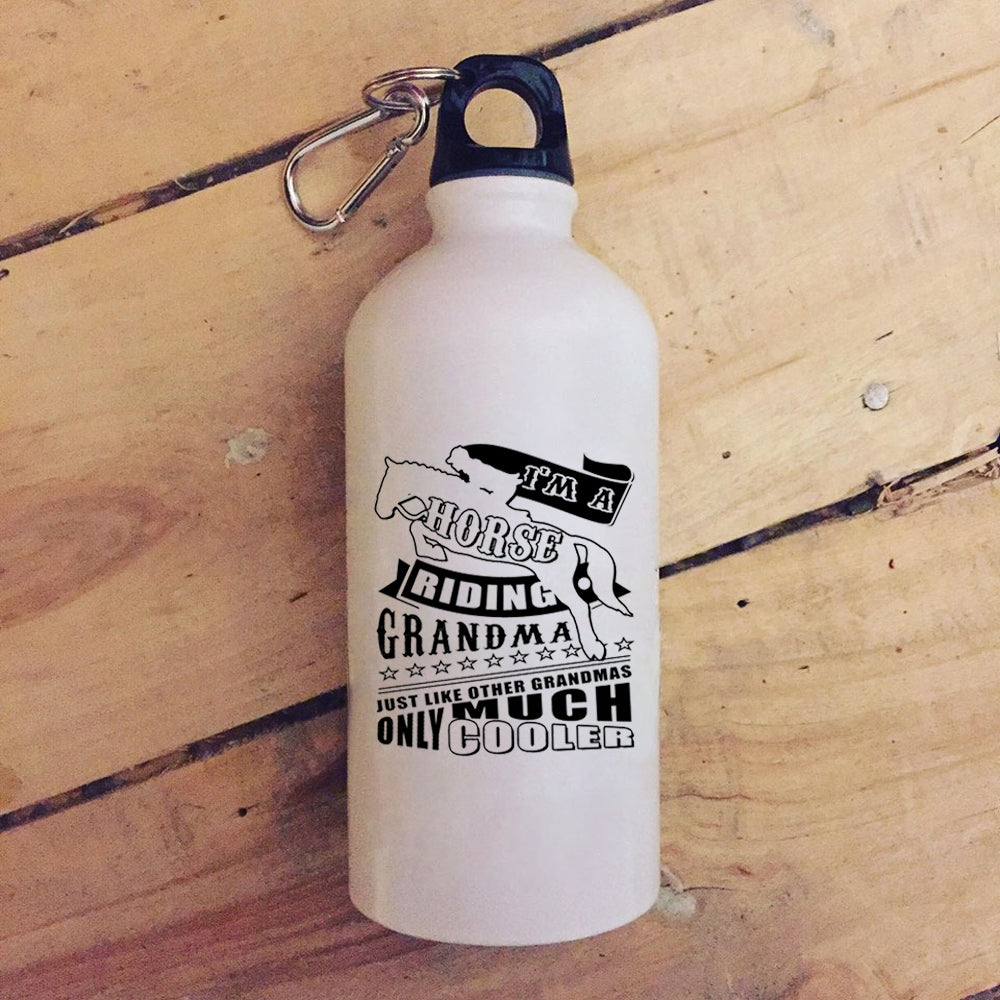 I'M A
HORSE
RIDING
GRANDMA
JUST LIKE OTHER GRANDMAS
ONLY MUCH
COOLER